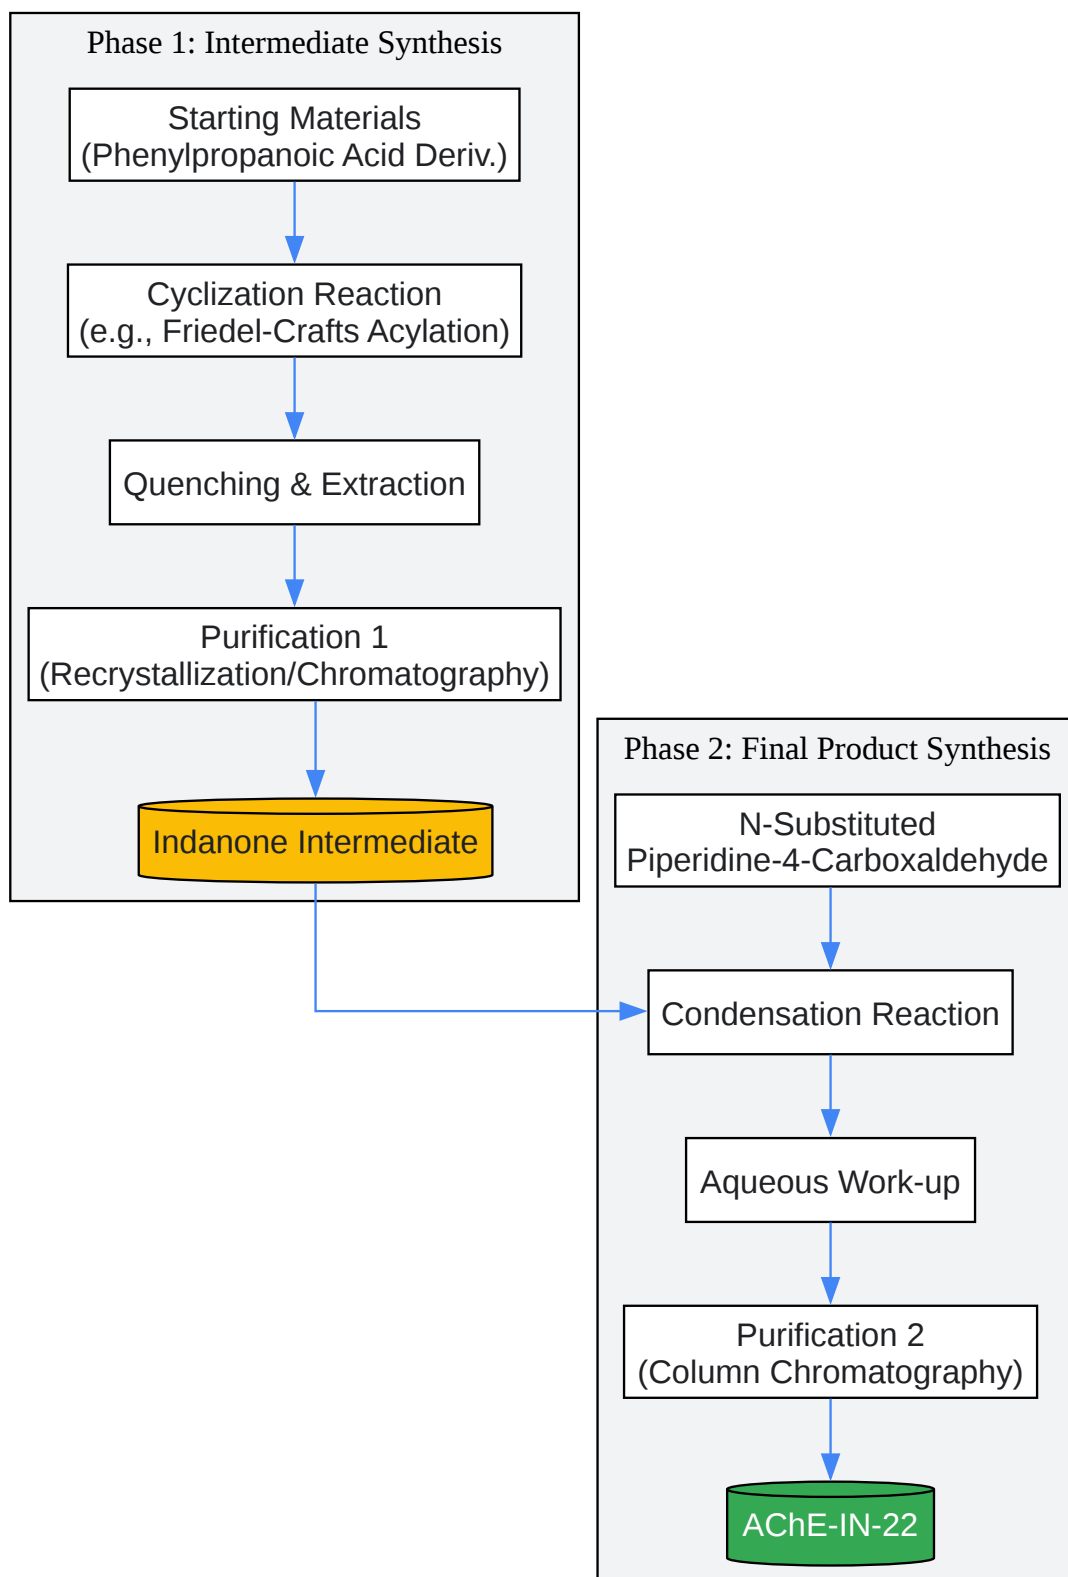 Phase 1: Intermediate Synthesis
Starting Materials
(Phenylpropanoic Acid Deriv.)
Cyclization Reaction
(e.g., Friedel-Crafts Acylation)
Quenching & Extraction
Purification 1
(Recrystallization/Chromatography)
Indanone Intermediate
Phase 2: Final Product Synthesis
N-Substituted
Piperidine-4-Carboxaldehyde
Condensation Reaction
Aqueous Work-up
Purification 2
(Column Chromatography)
AChE-IN-22